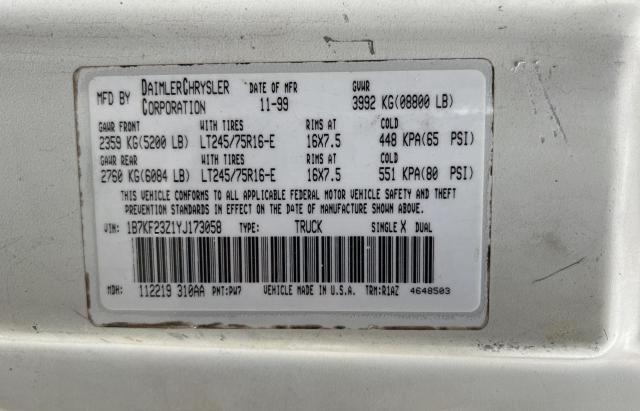 MFD BY DAIMLERCHRYSLER CORPORATION DATE OF MFR 11-99 GVWR 3992 KG(08800 LB)
GAWR FRONT WITH TIRES RIMS AT COLD
2359 KG(5200 LB) LT245/75R16-E 16X7.5 448 KPA(65 PSI)
GAWR REAR WITH TIRES RIMS AT COLD
2760 KG(6084 LB) LT245/75R16-E 16X7.5 551 KPA(80 PSI)
THIS VEHICLE CONFORMS TO ALL APPLICABLE FEDERAL MOTOR VEHICLE SAFETY AND THEFT
PREVENTION STANDARDS IN EFFECT ON THE DATE OF MANUFACTURE SHOWN ABOVE.
VIN: 1B7KF23Z1YJ173058 TYPE: TRUCK SINGLE X DUAL
MDH: 112219 310AA PNT:PW7 VEHICLE MADE IN U.S.A. TRM:R1AZ 4648503